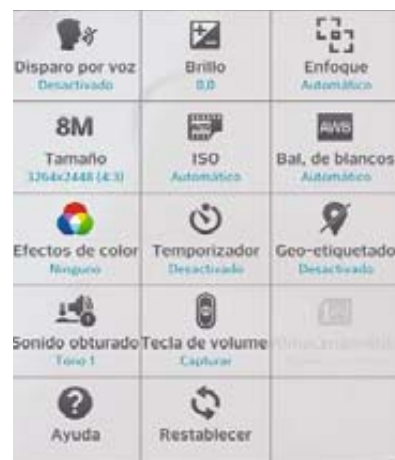 Disparo por voz
Desactivado
Brillo
0,0
Enfoque
Automático
8M
Tamaño
3264x2448 (4:3)
AUTO
ISO
Automático
AWB
Bal. de blancos
Automático
Efectos de color
Ninguno
Temporizador
Desactivado
Geo-etiquetado
Desactivado
Sonido obturado
Tono 1
Tecla de volume
Capturar
Ayuda
Restablecer